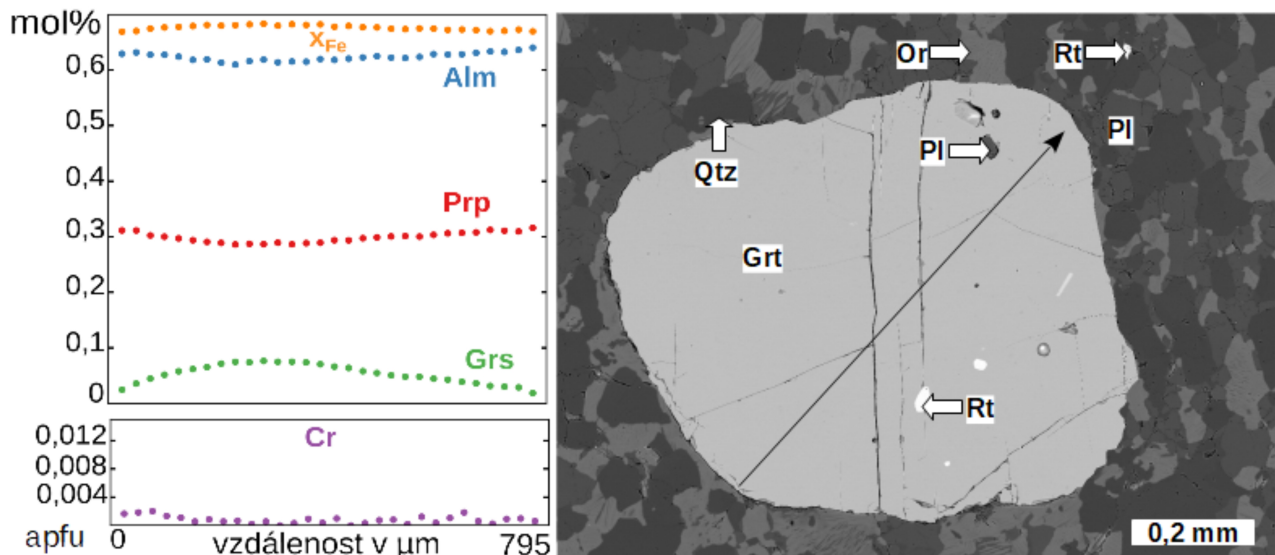 mol%
0,6
0,5
0,4
0,3
0,2
0,1
0
XFe
Alm
Prp
Grs
0,012
0,008
0,004
apfu
Cr
0
vzdálenost v µm
795
Or
Rt
Qtz
Pl
Pl
Grt
Rt
0,2 mm